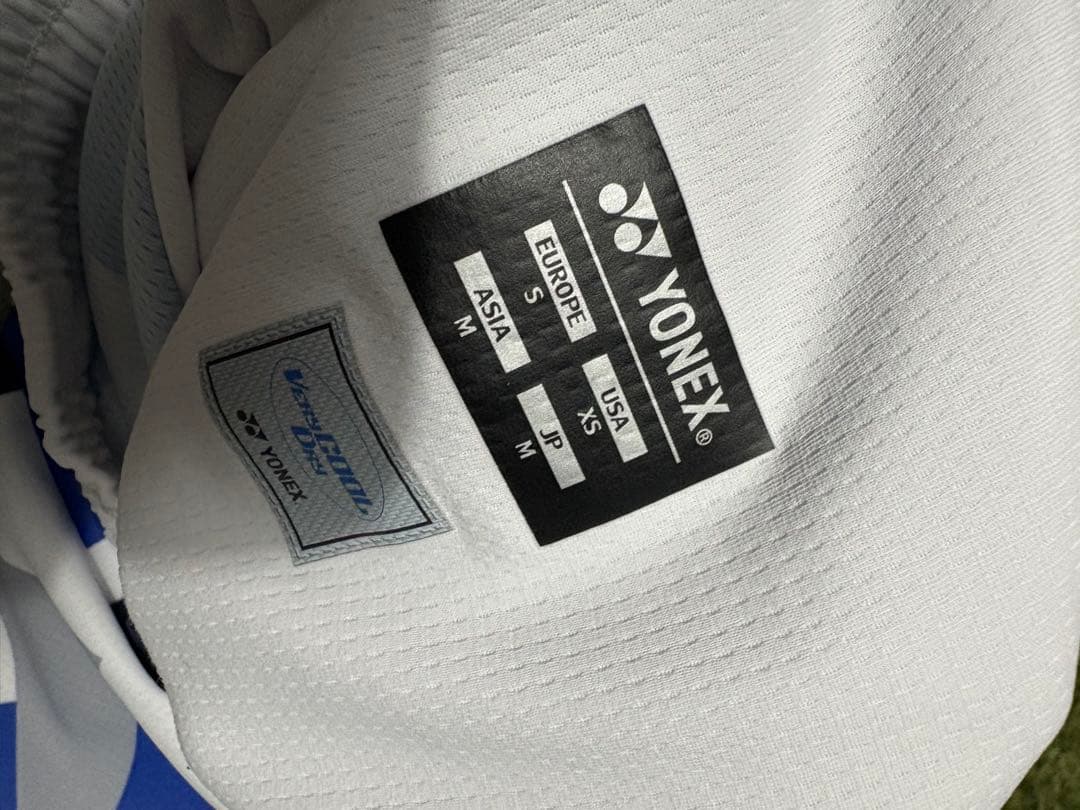 YONEX®
EUROPE USA
S XS
ASIA JP
M M
VERYCOOL
DRY
YONEX